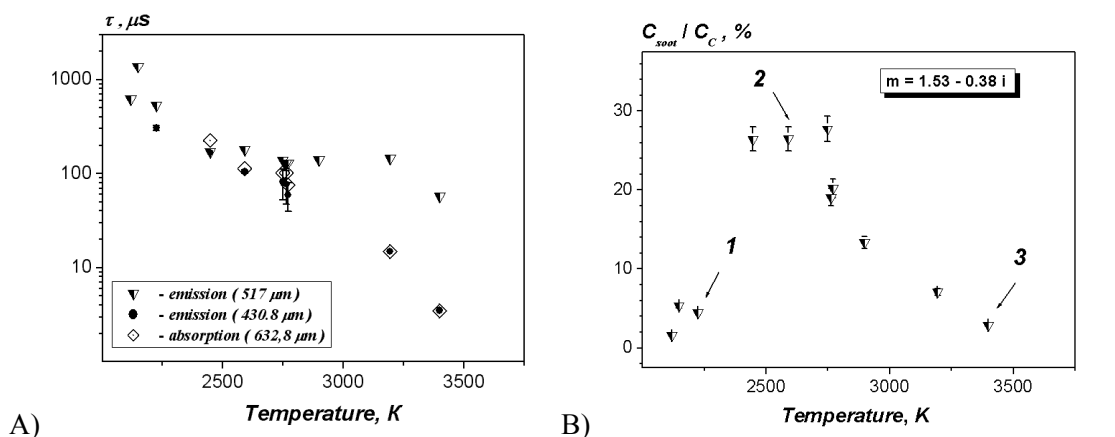 τ , μs
1000
100
10
- emission ( 517 μm )
- emission ( 430.8 μm )
- absorption ( 632,8 μm )
2500 3000 3500
Temperature, K
A)
C_soot / C_C , %
m = 1.53 - 0.38 i
30
20
10
0
1
2
3
2500 3000 3500
Temperature, K
B)